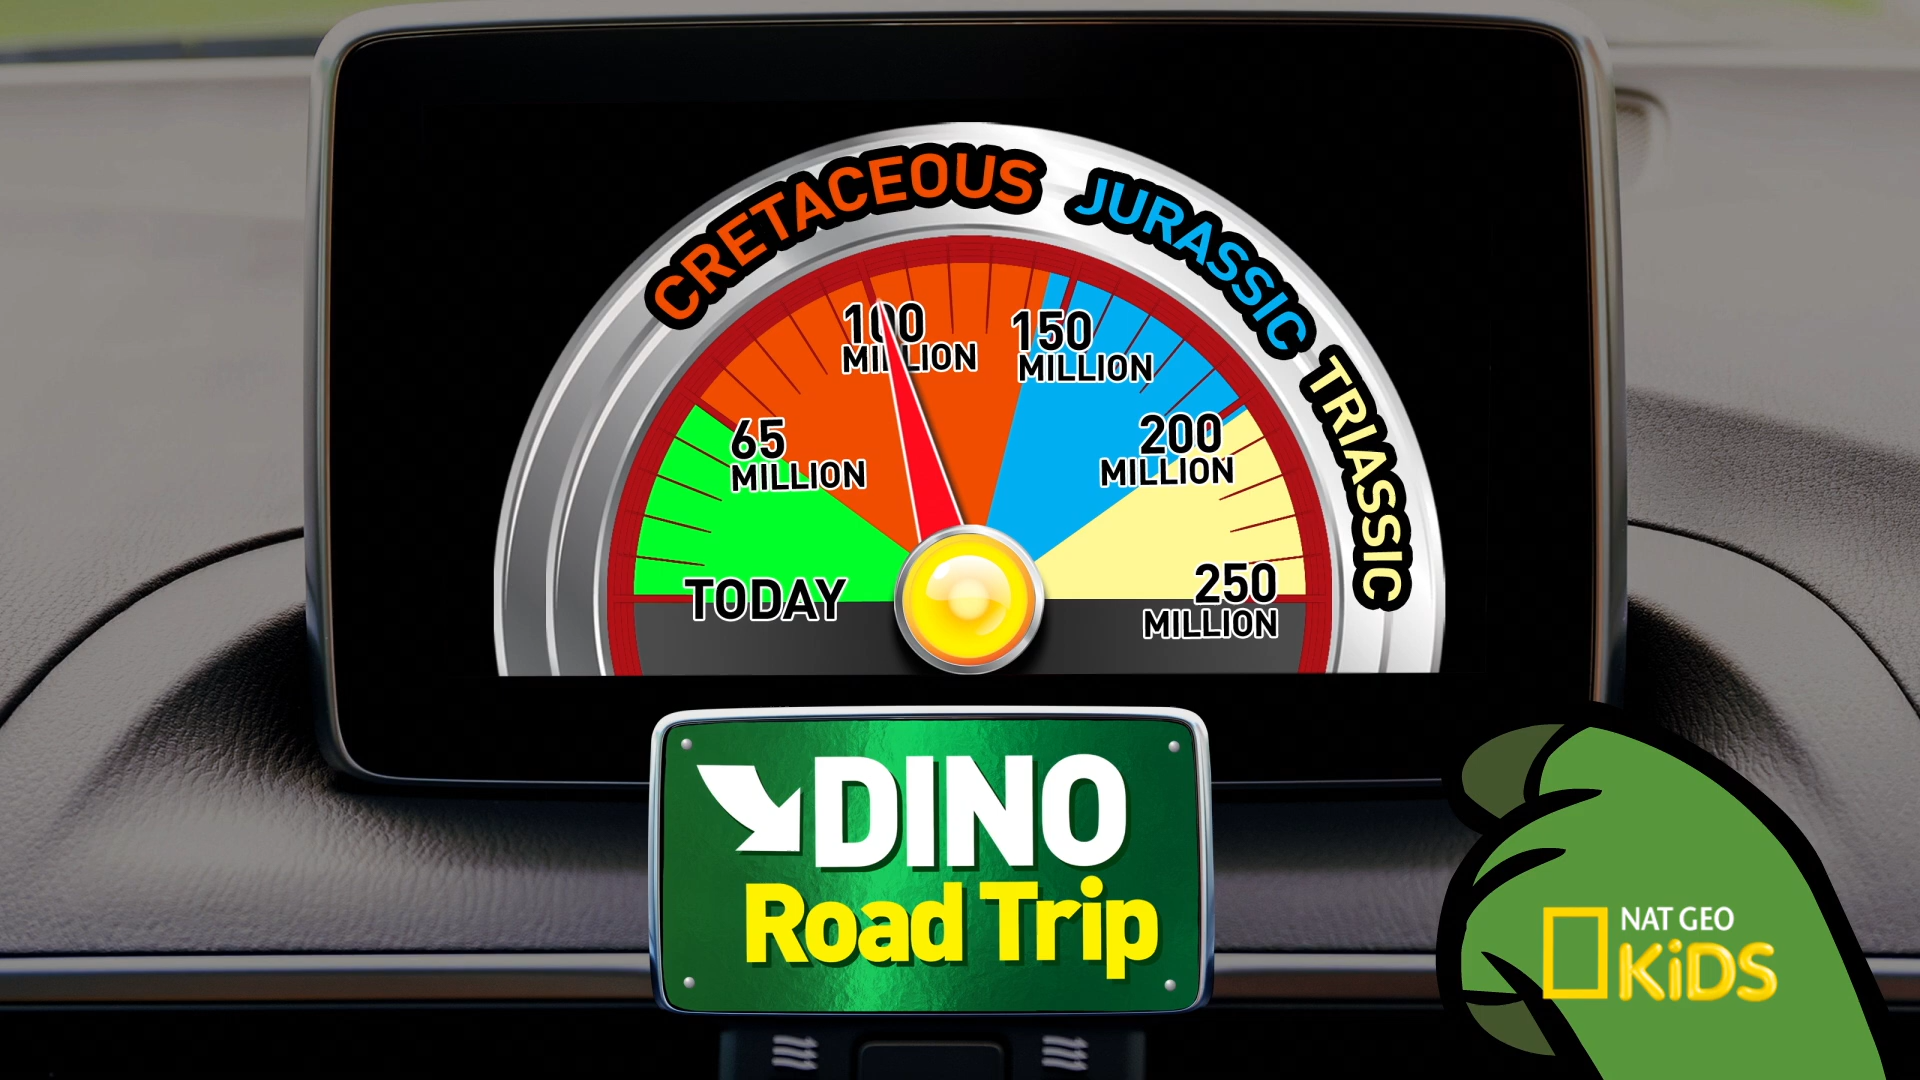 CRETACEOUS
JURASSIC
TRIASSIC
100
MILLION
150
MILLION
65
MILLION
200
MILLION
TODAY
250
MILLION
DINO
Road Trip
NAT GEO
KiDS